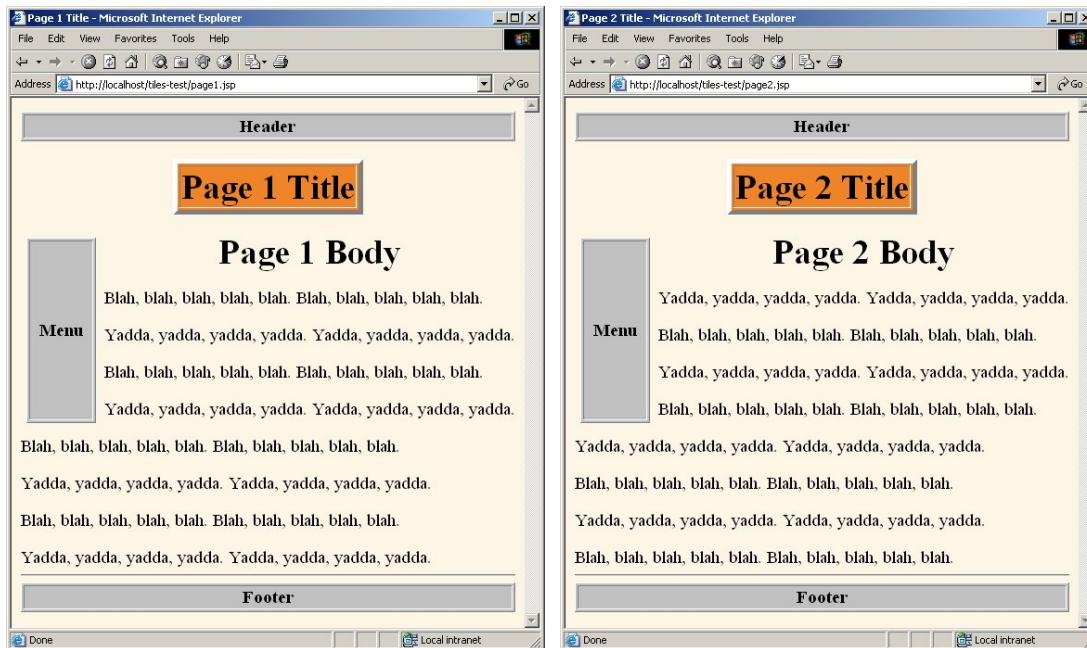 Page 1 Title - Microsoft Internet Explorer
File Edit View Favorites Tools Help
Address http://localhost/tiles-test/page1.jsp Go
Header
Page 1 Title
Page 1 Body
Menu
Blah, blah, blah, blah, blah. Blah, blah, blah, blah, blah.
Yadda, yadda, yadda, yadda. Yadda, yadda, yadda, yadda.
Blah, blah, blah, blah, blah. Blah, blah, blah, blah, blah.
Yadda, yadda, yadda, yadda. Yadda, yadda, yadda, yadda.
Blah, blah, blah, blah, blah. Blah, blah, blah, blah, blah.
Yadda, yadda, yadda, yadda. Yadda, yadda, yadda, yadda.
Blah, blah, blah, blah, blah. Blah, blah, blah, blah, blah.
Yadda, yadda, yadda, yadda. Yadda, yadda, yadda, yadda.
Footer
Done Local intranet
Page 2 Title - Microsoft Internet Explorer
File Edit View Favorites Tools Help
Address http://localhost/tiles-test/page2.jsp Go
Header
Page 2 Title
Page 2 Body
Menu
Yadda, yadda, yadda, yadda. Yadda, yadda, yadda, yadda.
Blah, blah, blah, blah, blah. Blah, blah, blah, blah, blah.
Yadda, yadda, yadda, yadda. Yadda, yadda, yadda, yadda.
Blah, blah, blah, blah, blah. Blah, blah, blah, blah, blah.
Yadda, yadda, yadda, yadda. Yadda, yadda, yadda, yadda.
Blah, blah, blah, blah, blah. Blah, blah, blah, blah, blah.
Yadda, yadda, yadda, yadda. Yadda, yadda, yadda, yadda.
Blah, blah, blah, blah, blah. Blah, blah, blah, blah, blah.
Footer
Done Local intranet